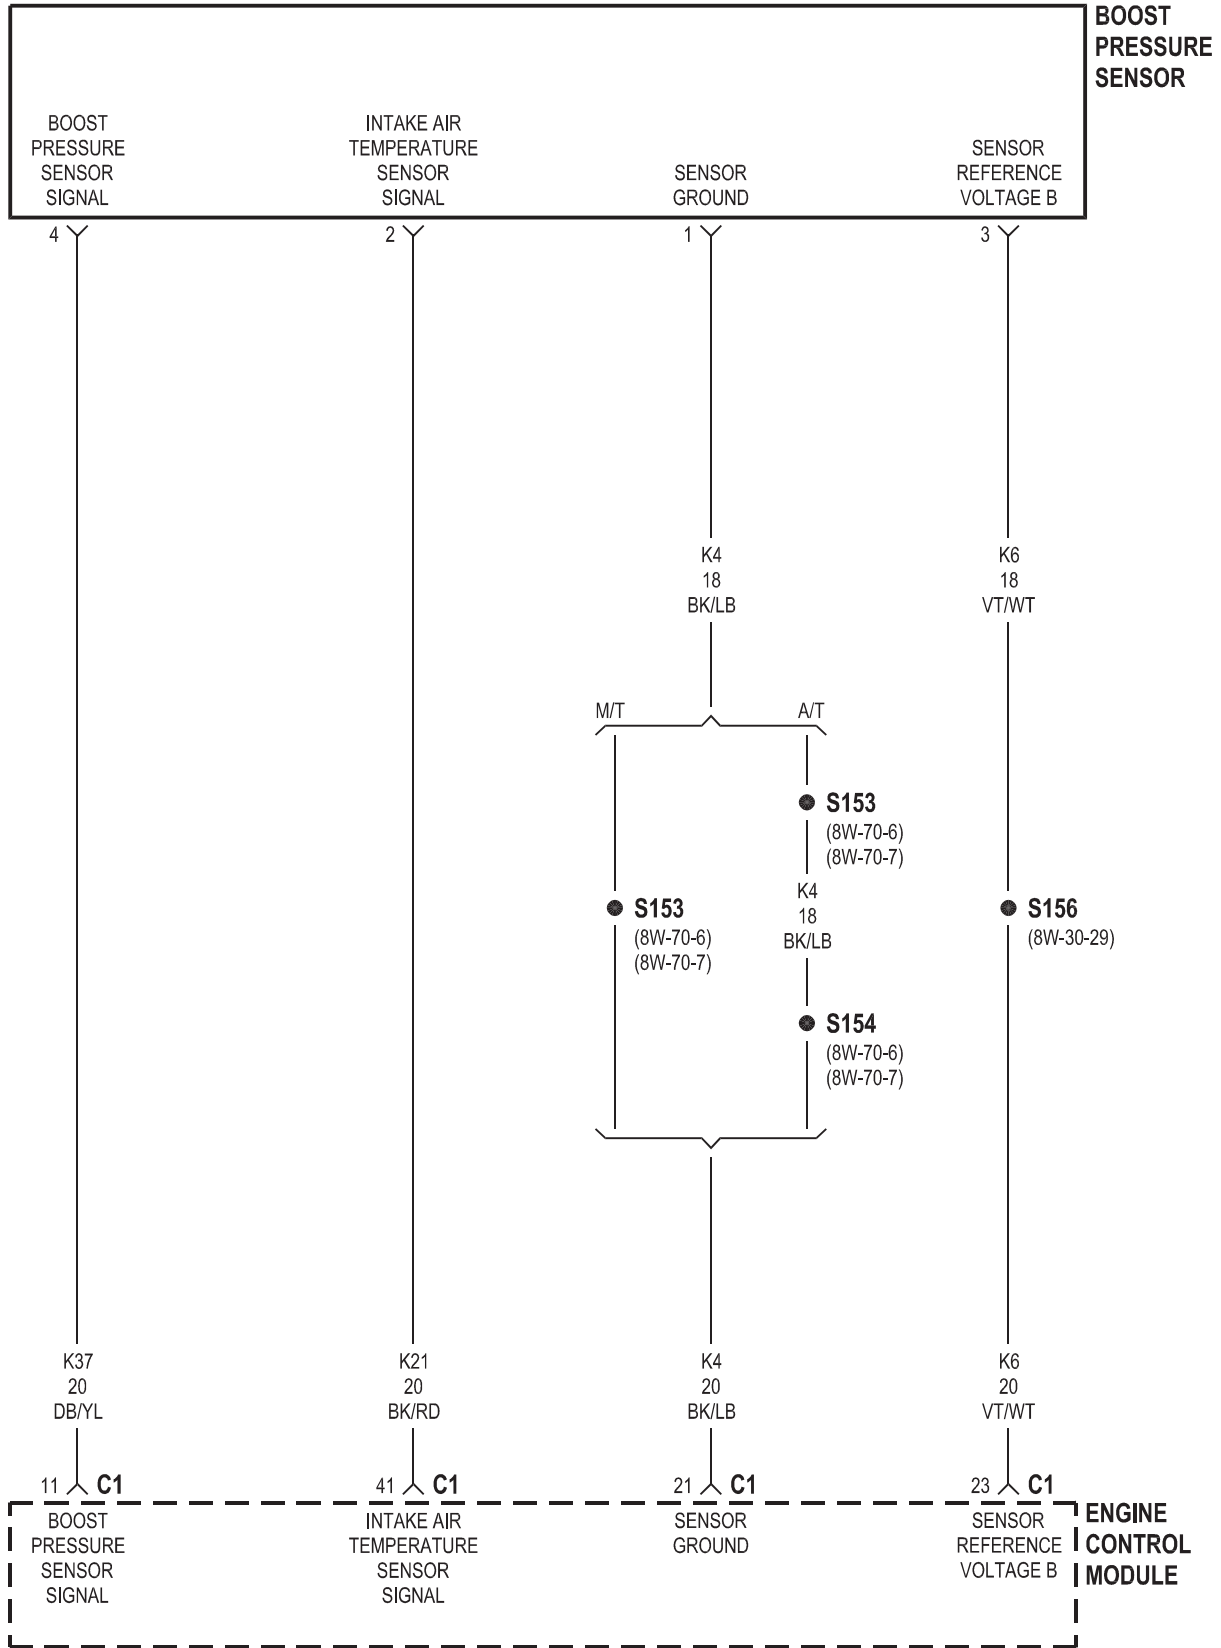 BOOST
PRESSURE
SENSOR
BOOST
PRESSURE
SENSOR
SIGNAL
INTAKE AIR
TEMPERATURE
SENSOR
SIGNAL
SENSOR
GROUND
SENSOR
REFERENCE
VOLTAGE B
4
2
1
3
K4
18
BK/LB
K6
18
VT/WT
M/T
A/T
S153
(8W-70-6)
(8W-70-7)
K4
18
BK/LB
S153
(8W-70-6)
(8W-70-7)
S156
(8W-30-29)
S154
(8W-70-6)
(8W-70-7)
K37
20
DB/YL
K21
20
BK/RD
K4
20
BK/LB
K6
20
VT/WT
11 C1
41 C1
21 C1
23 C1
BOOST
PRESSURE
SENSOR
SIGNAL
INTAKE AIR
TEMPERATURE
SENSOR
SIGNAL
SENSOR
GROUND
SENSOR
REFERENCE
VOLTAGE B
ENGINE
CONTROL
MODULE